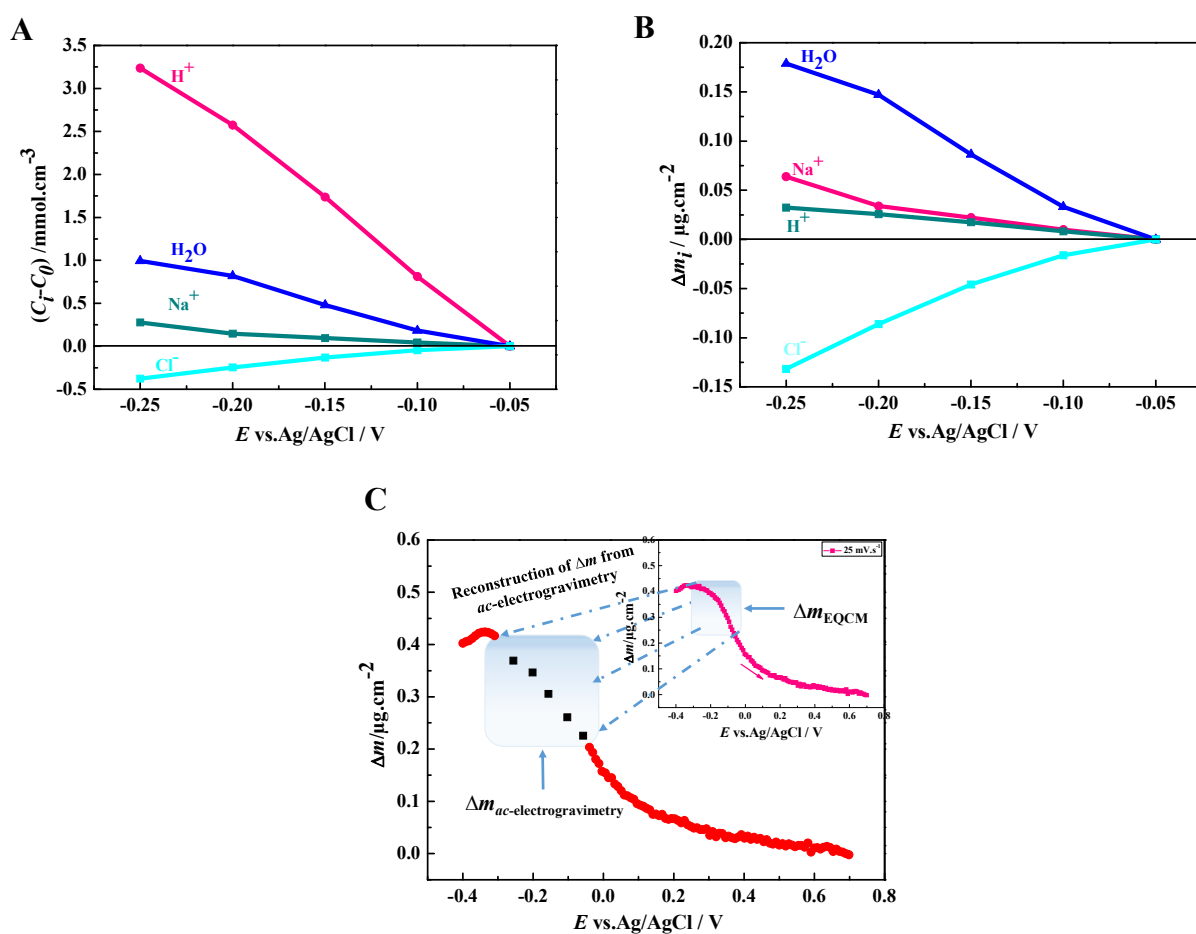 A
3.5
3.0
2.5
2.0
1.5
1.0
0.5
0.0
-0.5
(Ci-C0) /mmol.cm-3
H+
H2O
Na+
Cl-
-0.25 -0.20 -0.15 -0.10 -0.05
E vs.Ag/AgCl / V
B
0.20
0.15
0.10
0.05
0.00
-0.05
-0.10
-0.15
Δmi / µg.cm-2
H2O
Na+
H+
Cl-
-0.25 -0.20 -0.15 -0.10 -0.05
E vs.Ag/AgCl / V
C
0.6
0.5
0.4
0.3
0.2
0.1
0.0
Δm/µg.cm-2
Reconstruction of Δm from
ac-electrogravimetry
Δmac-electrogravimetry
-0.4 -0.2 0.0 0.2 0.4 0.6 0.8
E vs.Ag/AgCl / V
0.6
0.5
0.4
0.3
0.2
0.1
0.0
Δm/µg.cm-2
25 mV.s-1
ΔmEQCM
-0.4 -0.2 0.0 0.2 0.4 0.6 0.8
E vs.Ag/AgCl / V